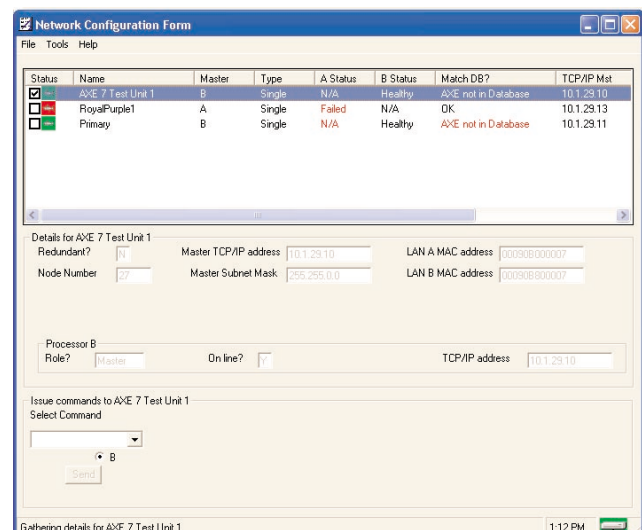 Network Configuration Form
File Tools Help
Status Name Master Type A Status B Status Match DB? TCP/IP Mst
AXE 7 Test Unit 1 B Single N/A Healthy AXE not in Database 10.1.29.10
RoyalPurple1 A Single Failed N/A OK 10.1.29.13
Primary B Single N/A Healthy AXE not in Database 10.1.29.11
Details for AXE 7 Test Unit 1
Redundant? N Master TCP/IP address 10.1.29.10 LAN A MAC address 00090B000007
Node Number 27 Master Subnet Mask 255.255.0.0 LAN B MAC address 00090B800007
Processor B
Role? Master On line? Y TCP/IP address 10.1.29.10
Issue commands to AXE 7 Test Unit 1
Select Command
B
Send
Gathering details for AXE 7 Test Unit 1 1:12 PM